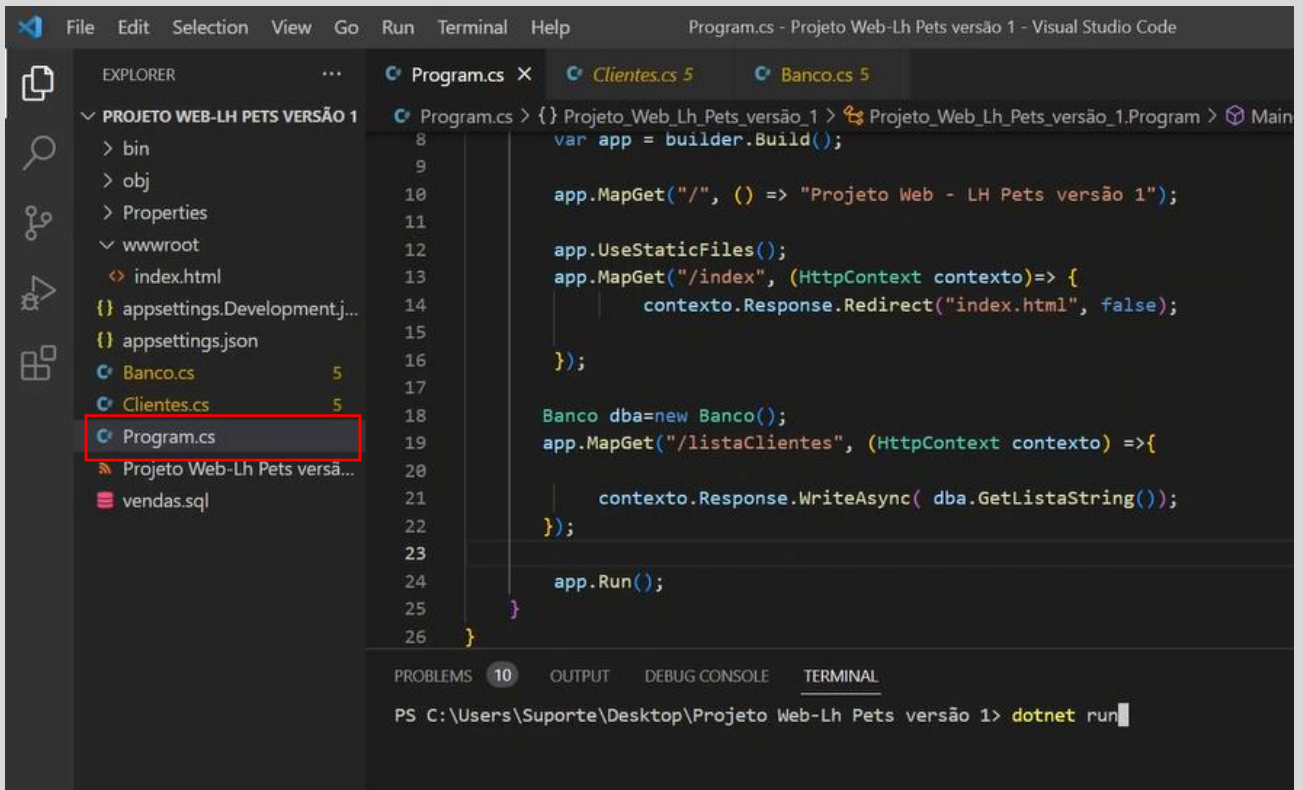 File Edit Selection View Go Run Terminal Help Program.cs - Projeto Web-Lh Pets versão 1 - Visual Studio Code
EXPLORER ...
PROJETO WEB-LH PETS VERSÃO 1
bin
obj
Properties
wwwroot
<> index.html
{} appsettings.Development.j...
{} appsettings.json
C# Banco.cs 5
C# Clientes.cs 5
C# Program.cs
Projeto Web-Lh Pets versã...
vendas.sql
C# Program.cs × C# Clientes.cs 5 C# Banco.cs 5
C# Program.cs > {} Projeto_Web_Lh_Pets_versão_1 > Projeto_Web_Lh_Pets_versão_1.Program > Main
8 var app = builder.Build();
9
10 app.MapGet("/", () => "Projeto Web - LH Pets versão 1");
11
12 app.UseStaticFiles();
13 app.MapGet("/index", (HttpContext contexto)=> {
14 contexto.Response.Redirect("index.html", false);
15
16 });
17
18 Banco dba=new Banco();
19 app.MapGet("/listaClientes", (HttpContext contexto) =>{
20
21 contexto.Response.WriteAsync( dba.GetListaString());
22 });
23
24 app.Run();
25 }
26 }
PROBLEMS 10 OUTPUT DEBUG CONSOLE TERMINAL
PS C:\Users\Suporte\Desktop\Projeto Web-Lh Pets versão 1> dotnet run